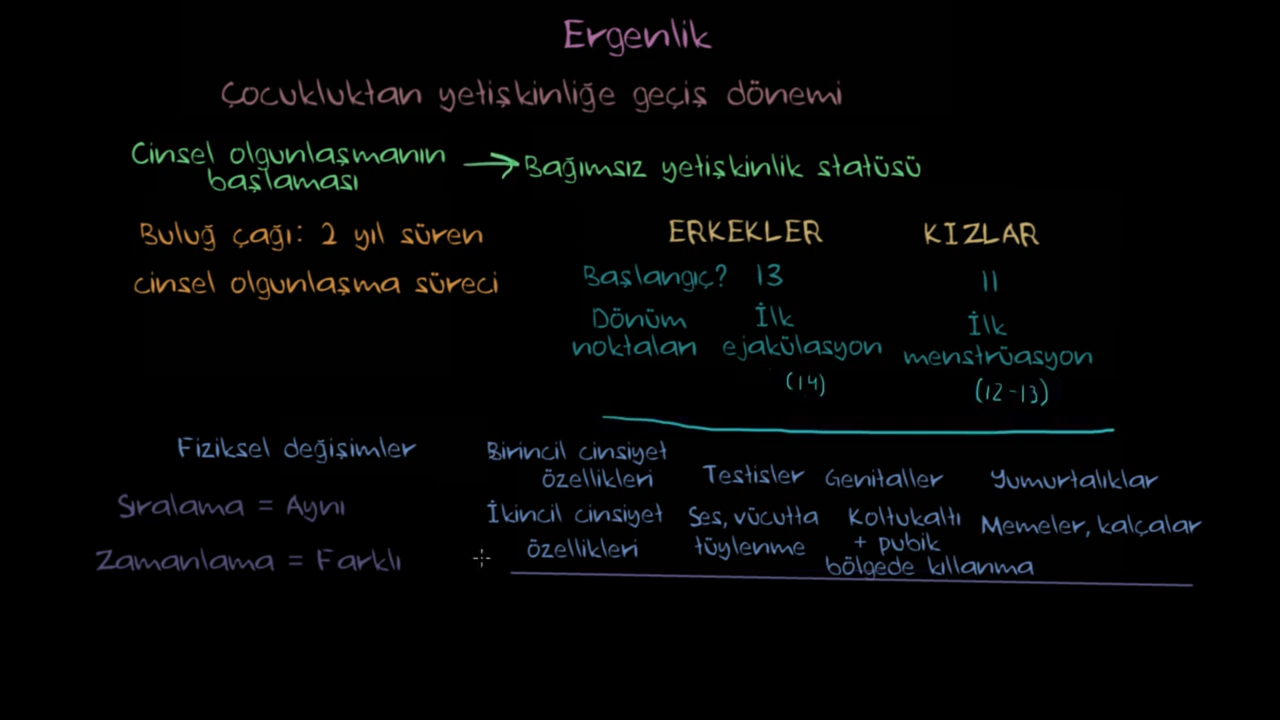 Ergenlik
Çocukluktan yetişkinliğe geçiş dönemi
Cinsel olgunlaşmanın
başlaması
Bağımsız yetişkinlik statüsü
Buluğ çağı: 2 yıl süren
cinsel olgunlaşma süreci
ERKEKLER KIZLAR
Başlangıç? 13 11
Dönüm
noktaları
İlk
ejakülasyon
(14)
İlk
menstrüasyon
(12-13)
Fiziksel değişimler
Sıralama = Aynı
Zamanlama = Farklı
Birincil cinsiyet
özellikleri
Testisler Genitaller Yumurtalıklar
İkincil cinsiyet
özellikleri
Ses, vücutta
tüylenme
Koltukaltı
+ pubik
bölgede kıllanma
Memeler, kalçalar